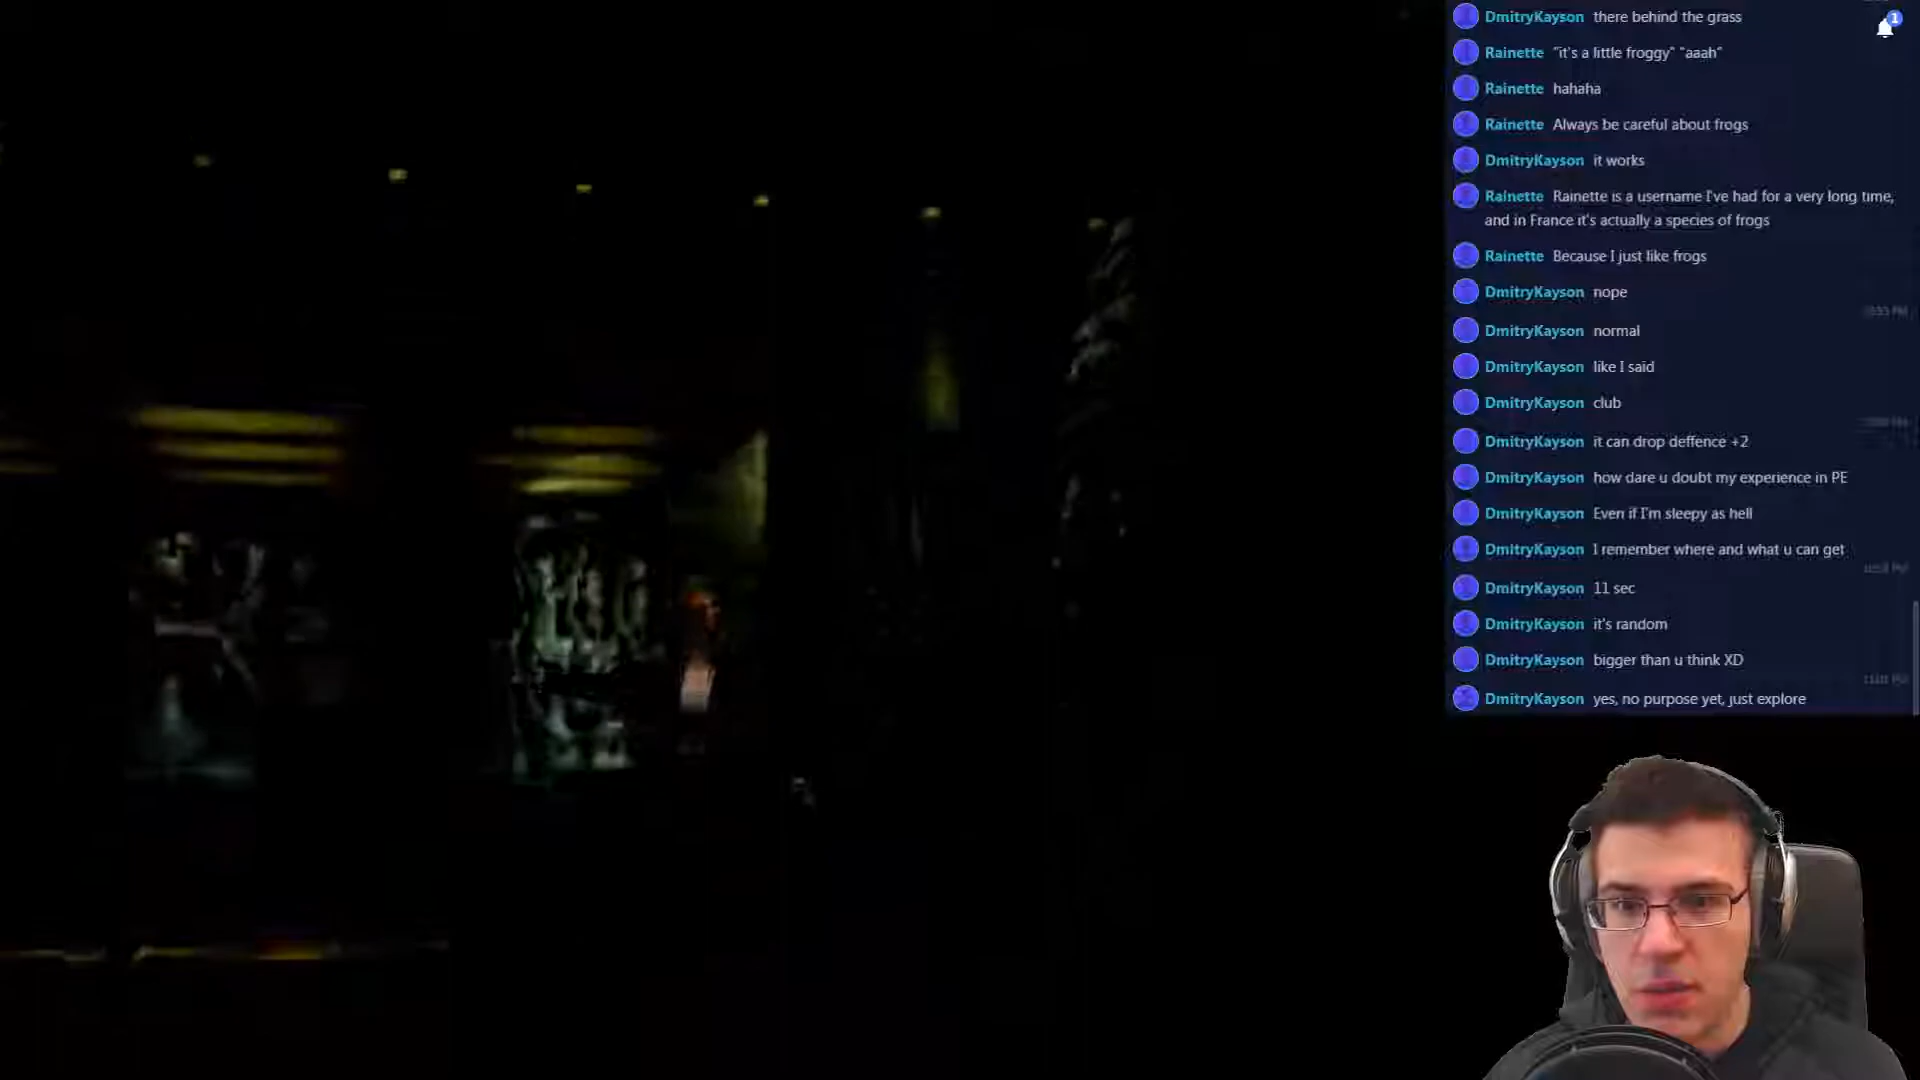 DmitryKayson there behind the grass
1
Rainette "it's a little froggy" "aaah"
Rainette hahaha
Rainette Always be careful about frogs
DmitryKayson it works
Rainette Rainette is a username I've had for a very long time,
and in France it's actually a species of frogs
Rainette Because I just like frogs
DmitryKayson nope
DmitryKayson normal
DmitryKayson like I said
DmitryKayson club
DmitryKayson it can drop deffence +2
DmitryKayson how dare u doubt my experience in PE
DmitryKayson Even if I'm sleepy as hell
DmitryKayson I remember where and what u can get
DmitryKayson 11 sec
DmitryKayson it's random
DmitryKayson bigger than u think XD
DmitryKayson yes, no purpose yet, just explore